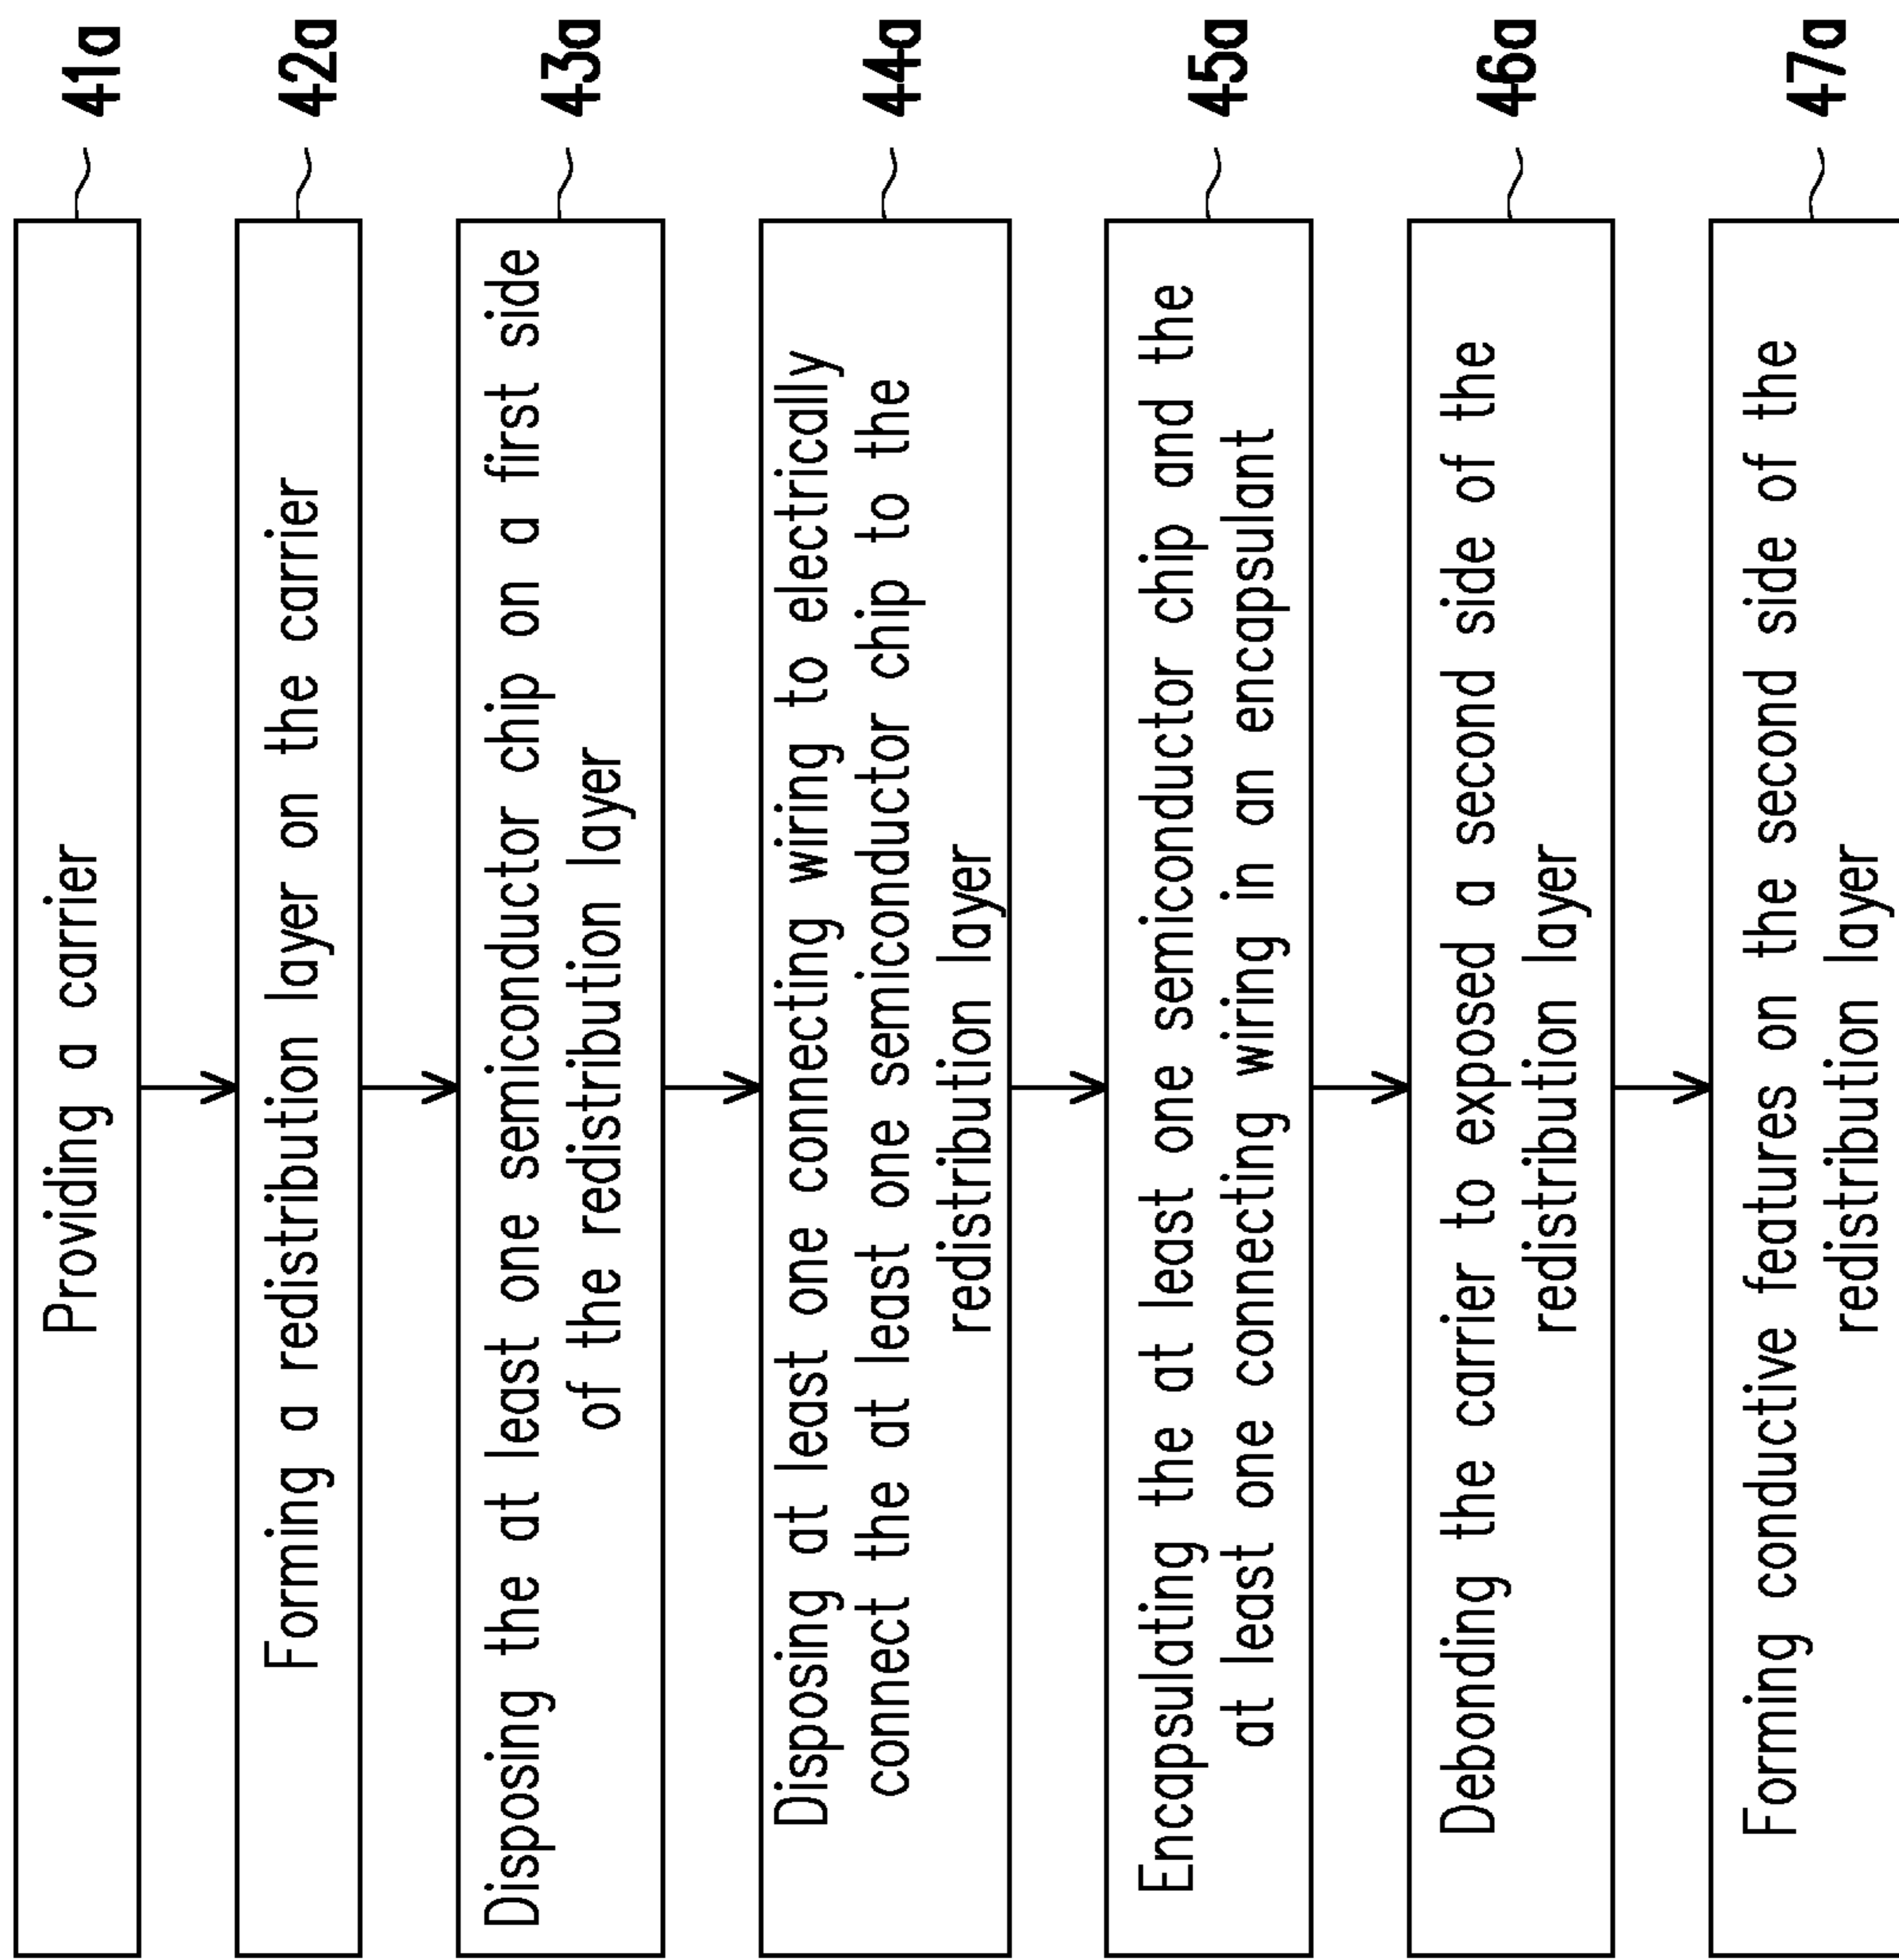 Providing a carrier
41a
Forming a redistribution layer on the carrier
42a
Disposing the at least one semiconductor chip on a first side
of the redistribution layer
43a
Disposing at least one connecting wiring to electrically
connect the at least one semiconductor chip to the
redistribution layer
44a
Encapsulating the at least one semiconductor chip and the
at least one connecting wiring in an encapsulant
45a
Debonding the carrier to exposed a second side of the
redistribution layer
46a
Forming conductive features on the second side of the
redistribution layer
47a